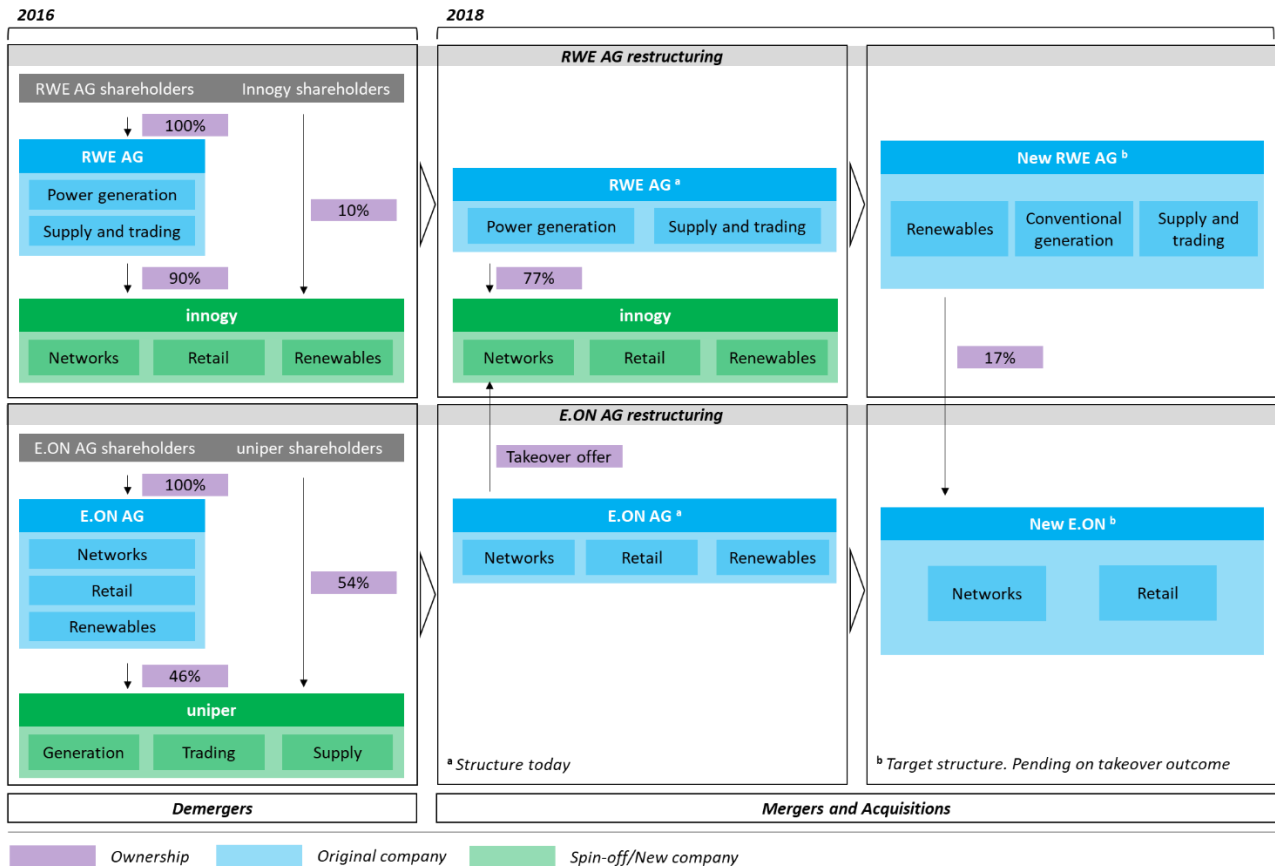 2016
2018
RWE AG restructuring
RWE AG shareholders
Innogy shareholders
100%
RWE AG
Power generation
Supply and trading
10%
90%
innogy
Networks
Retail
Renewables
RWE AG ᵃ
Power generation
Supply and trading
77%
innogy
Networks
Retail
Renewables
New RWE AG ᵇ
Renewables
Conventional
generation
Supply and
trading
17%
E.ON AG restructuring
E.ON AG shareholders
uniper shareholders
100%
E.ON AG
Networks
Retail
Renewables
54%
46%
uniper
Generation
Trading
Supply
Takeover offer
E.ON AG ᵃ
Networks
Retail
Renewables
ᵃ Structure today
New E.ON ᵇ
Networks
Retail
ᵇ Target structure. Pending on takeover outcome
Demergers
Mergers and Acquisitions
Ownership
Original company
Spin-off/New company